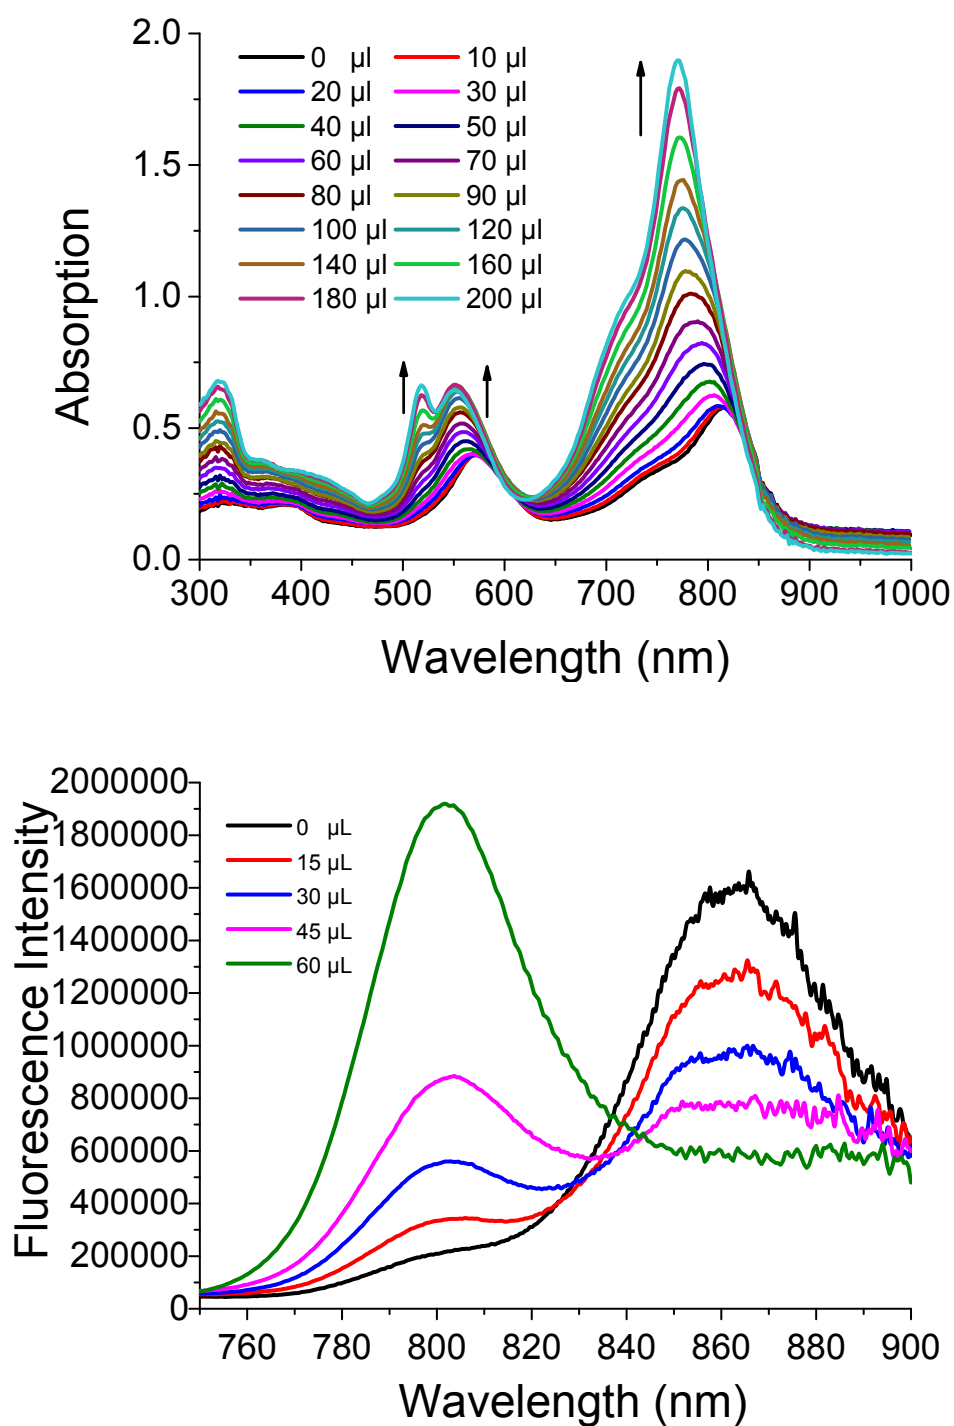 2.0
1.5
1.0
0.5
0.0
Absorption
0 µl 10 µl
20 µl 30 µl
40 µl 50 µl
60 µl 70 µl
80 µl 90 µl
100 µl 120 µl
140 µl 160 µl
180 µl 200 µl
300 400 500 600 700 800 900 1000
Wavelength (nm)
2000000
1800000
1600000
1400000
1200000
1000000
800000
600000
400000
200000
0
Fluorescence Intensity
0 µL
15 µL
30 µL
45 µL
60 µL
760 780 800 820 840 860 880 900
Wavelength (nm)